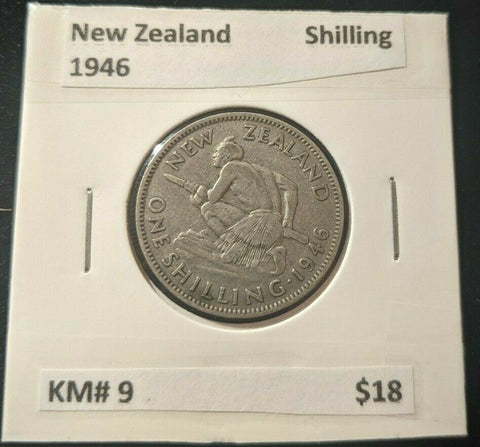 New Zealand Shilling
1946
NEW ZEALAND
ONE SHILLING · 1946
KM# 9 $18